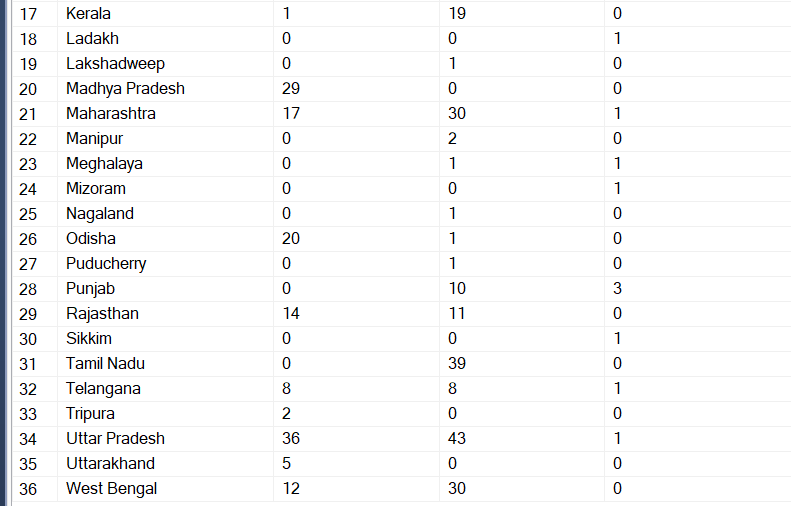 17 Kerala 1 19 0
18 Ladakh 0 0 1
19 Lakshadweep 0 1 0
20 Madhya Pradesh 29 0 0
21 Maharashtra 17 30 1
22 Manipur 0 2 0
23 Meghalaya 0 1 1
24 Mizoram 0 0 1
25 Nagaland 0 1 0
26 Odisha 20 1 0
27 Puducherry 0 1 0
28 Punjab 0 10 3
29 Rajasthan 14 11 0
30 Sikkim 0 0 1
31 Tamil Nadu 0 39 0
32 Telangana 8 8 1
33 Tripura 2 0 0
34 Uttar Pradesh 36 43 1
35 Uttarakhand 5 0 0
36 West Bengal 12 30 0